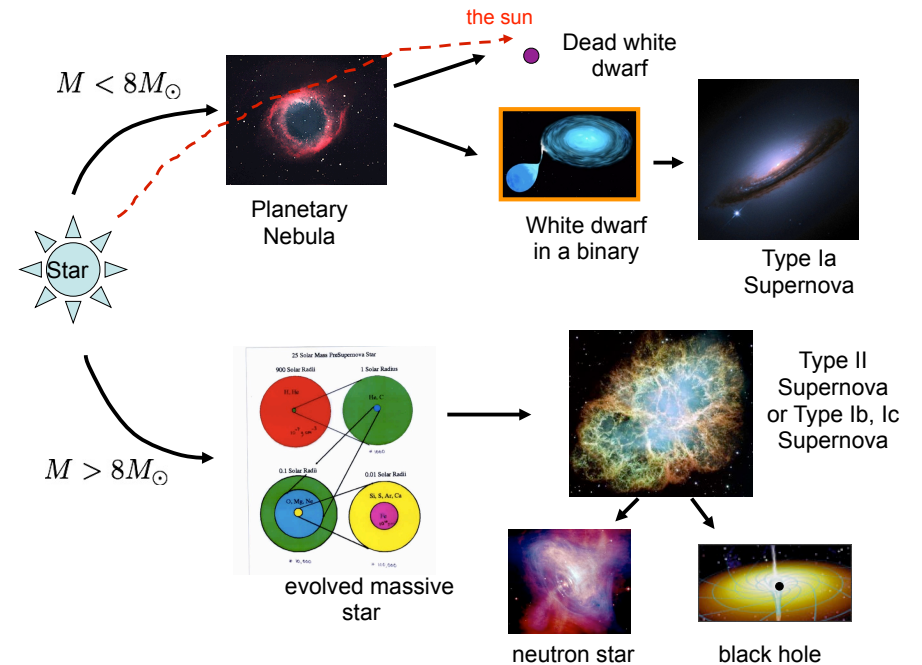 the sun
Dead white
dwarf
M < 8M⊙
Planetary
Nebula
White dwarf
in a binary
Type Ia
Supernova
Star
25 Solar Mass PreSupernova Star
900 Solar Radii
1 Solar Radius
H, He
He, C
0.1 Solar Radii
0.01 Solar Radii
O, Mg, Ne
Si, S, Ar, Ca
Fe
evolved massive
star
M > 8M⊙
Type II
Supernova
or Type Ib, Ic
Supernova
neutron star
black hole